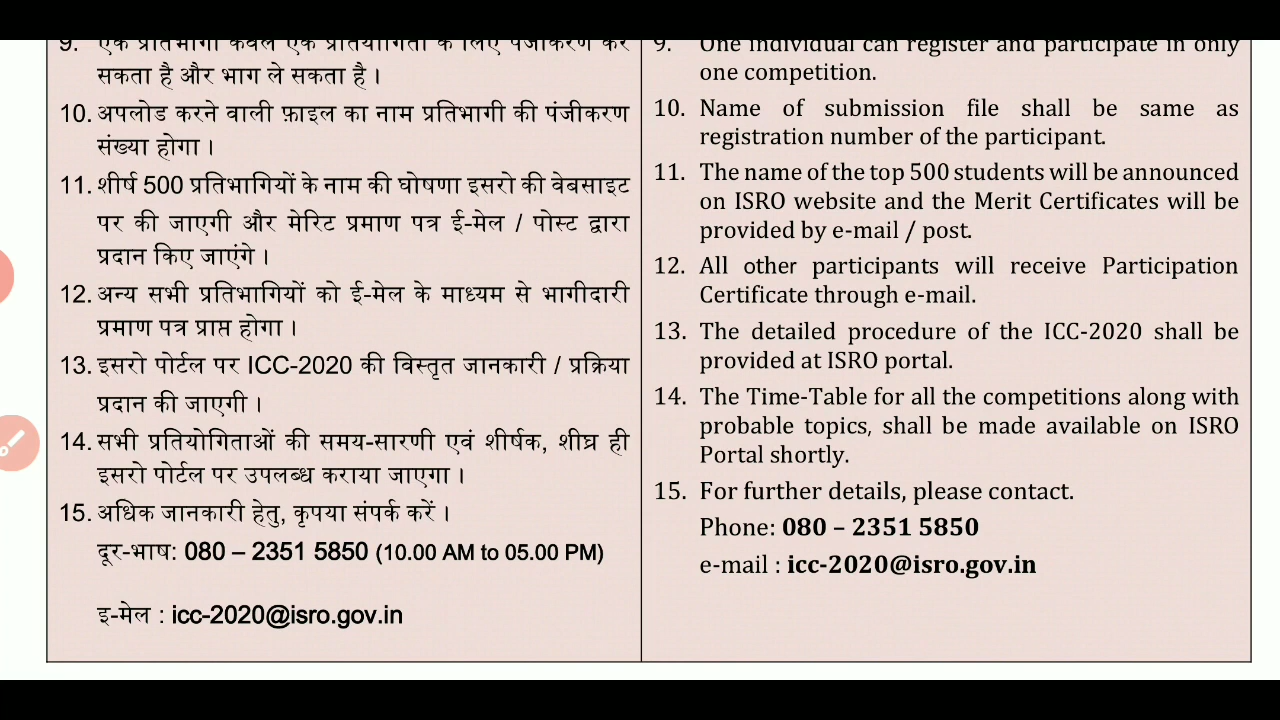 9. एक प्रतिभागी केवल एक प्रतियोगिता के लिए पंजीकरण कर
सकता है और भाग ले सकता है ।
10. अपलोड करने वाली फ़ाइल का नाम प्रतिभागी की पंजीकरण
संख्या होगा ।
11. शीर्ष 500 प्रतिभागियों के नाम की घोषणा इसरो की वेबसाइट
पर की जाएगी और मेरिट प्रमाण पत्र ई-मेल / पोस्ट द्वारा
प्रदान किए जाएंगे ।
12. अन्य सभी प्रतिभागियों को ई-मेल के माध्यम से भागीदारी
प्रमाण पत्र प्राप्त होगा ।
13. इसरो पोर्टल पर ICC-2020 की विस्तृत जानकारी / प्रक्रिया
प्रदान की जाएगी ।
14. सभी प्रतियोगिताओं की समय-सारणी एवं शीर्षक, शीघ्र ही
इसरो पोर्टल पर उपलब्ध कराया जाएगा ।
15. अधिक जानकारी हेतु, कृपया संपर्क करें ।
दूर-भाष: 080 – 2351 5850 (10.00 AM to 05.00 PM)
इ-मेल : icc-2020@isro.gov.in
9. One individual can register and participate in only
one competition.
10. Name of submission file shall be same as
registration number of the participant.
11. The name of the top 500 students will be announced
on ISRO website and the Merit Certificates will be
provided by e-mail / post.
12. All other participants will receive Participation
Certificate through e-mail.
13. The detailed procedure of the ICC-2020 shall be
provided at ISRO portal.
14. The Time-Table for all the competitions along with
probable topics, shall be made available on ISRO
Portal shortly.
15. For further details, please contact.
Phone: 080 – 2351 5850
e-mail : icc-2020@isro.gov.in